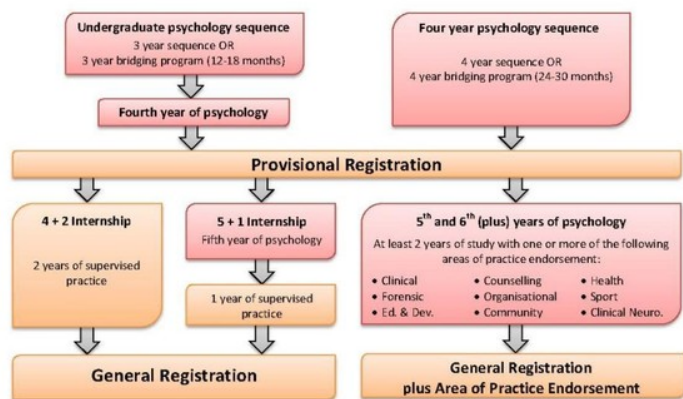 Undergraduate psychology sequence
3 year sequence OR
3 year bridging program (12-18 months)
Four year psychology sequence
4 year sequence OR
4 year bridging program (24-30 months)
Fourth year of psychology
Provisional Registration
4 + 2 Internship
2 years of supervised
practice
5 + 1 Internship
Fifth year of psychology
1 year of supervised
practice
5th and 6th (plus) years of psychology
At least 2 years of study with one or more of the following
areas of practice endorsement:
• Clinical • Counselling • Health
• Forensic • Organisational • Sport
• Ed. & Dev. • Community • Clinical Neuro.
General Registration
General Registration
plus Area of Practice Endorsement